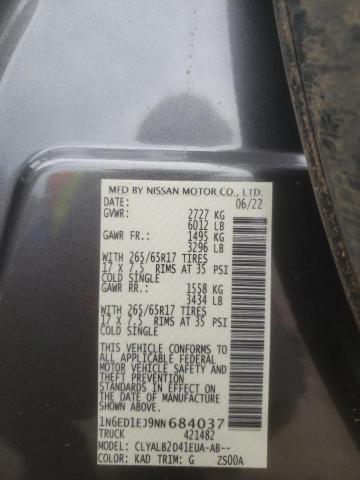 MFD BY NISSAN MOTOR CO., LTD.
DATE: 06/22
GVWR: 2727 KG
6012 LB
GAWR FR.: 1495 KG
3296 LB
WITH 265/65R17 TIRES
17 X 7.5 RIMS AT 35 PSI
COLD SINGLE
GAWR RR.: 1558 KG
3434 LB
WITH 265/65R17 TIRES
17 X 7.5 RIMS AT 35 PSI
COLD SINGLE
THIS VEHICLE CONFORMS TO
ALL APPLICABLE FEDERAL
MOTOR VEHICLE SAFETY AND
STANDARDS IN EFFECT ON
THE DATE OF MANUFACTURE
SHOWN ABOVE.
1N6ED1EJ9NN684037
TRUCK 421482
MODEL: CLYALB2D41EUA-AB--
COLOR: KAD TRIM: G ZS00A